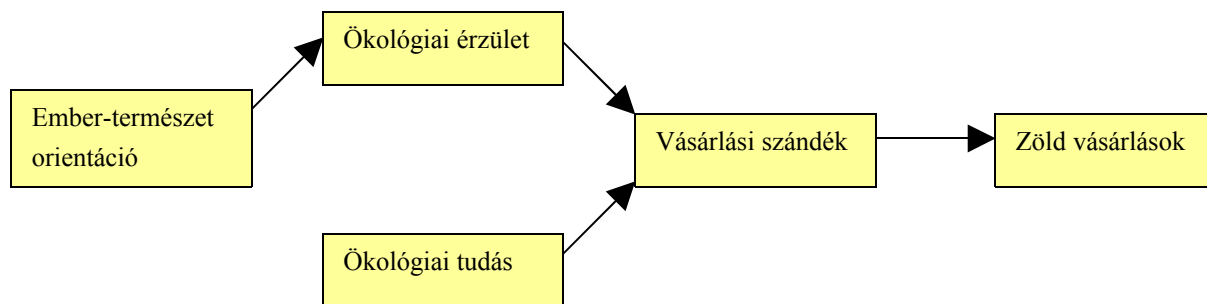 Ökológiai érzület
Ember-természet
orientáció
Vásárlási szándék
Zöld vásárlások
Ökológiai tudás